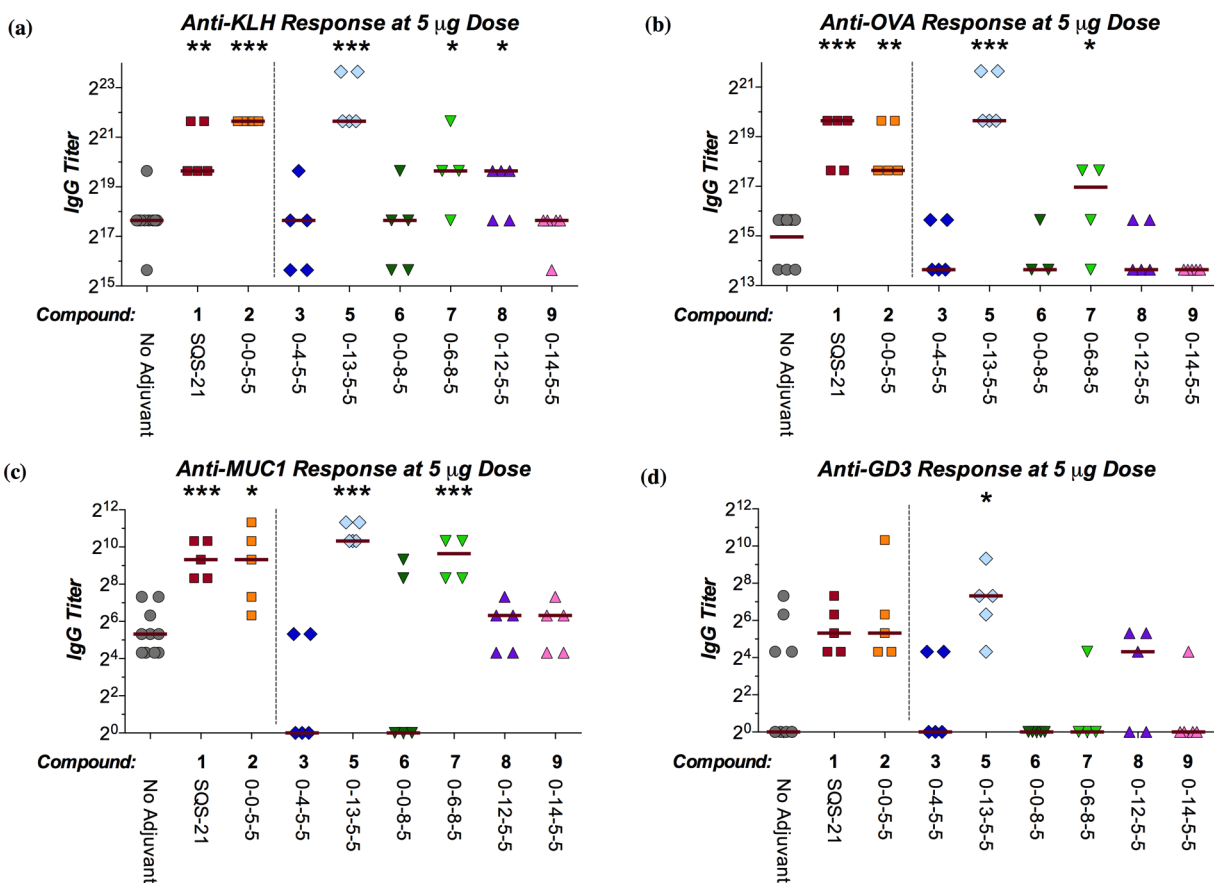 (a)
Anti-KLH Response at 5 μg Dose
** *** *** * *
IgG Titer
2^23
2^21
2^19
2^17
2^15
Compound: 1 2 3 5 6 7 8 9
No Adjuvant
SQS-21
0-0-5-5
0-4-5-5
0-13-5-5
0-0-8-5
0-6-8-5
0-12-5-5
0-14-5-5
(b)
Anti-OVA Response at 5 μg Dose
*** ** *** *
IgG Titer
2^21
2^19
2^17
2^15
2^13
Compound: 1 2 3 5 6 7 8 9
No Adjuvant
SQS-21
0-0-5-5
0-4-5-5
0-13-5-5
0-0-8-5
0-6-8-5
0-12-5-5
0-14-5-5
(c)
Anti-MUC1 Response at 5 μg Dose
*** * *** ***
IgG Titer
2^12
2^10
2^8
2^6
2^4
2^2
2^0
Compound: 1 2 3 5 6 7 8 9
No Adjuvant
SQS-21
0-0-5-5
0-4-5-5
0-13-5-5
0-0-8-5
0-6-8-5
0-12-5-5
0-14-5-5
(d)
Anti-GD3 Response at 5 μg Dose
*
IgG Titer
2^12
2^10
2^8
2^6
2^4
2^2
2^0
Compound: 1 2 3 5 6 7 8 9
No Adjuvant
SQS-21
0-0-5-5
0-4-5-5
0-13-5-5
0-0-8-5
0-6-8-5
0-12-5-5
0-14-5-5